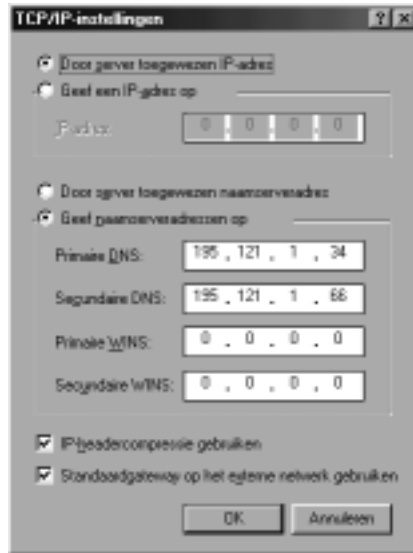 TCP/IP-instellingen
Door server toegewezen IP-adres
Geef een IP-adres op
IP-adres:
0 . 0 . 0 . 0
Door server toegewezen naamserveradres
Geef naamserveradressen op
Primaire DNS: 195 . 121 . 1 . 34
Secundaire DNS: 195 . 121 . 1 . 66
Primaire WINS: 0 . 0 . 0 . 0
Secundaire WINS: 0 . 0 . 0 . 0
IP-headercompressie gebruiken
Standaardgateway op het externe netwerk gebruiken
OK Annuleren